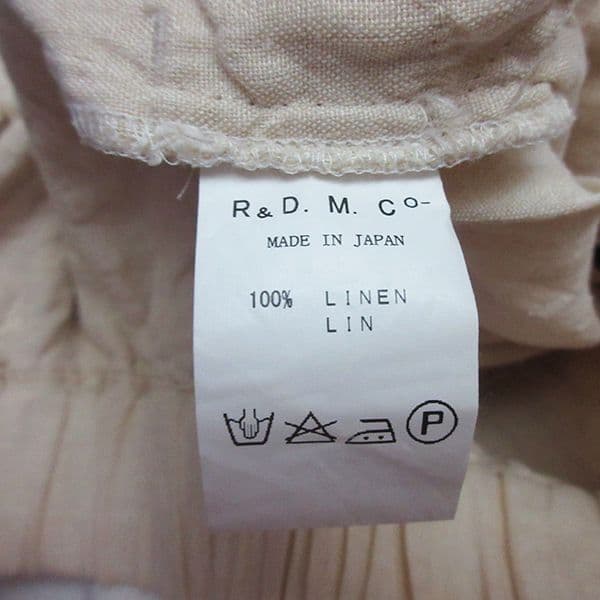 R & D. M. Co-
MADE IN JAPAN
100% LINEN
LIN
P